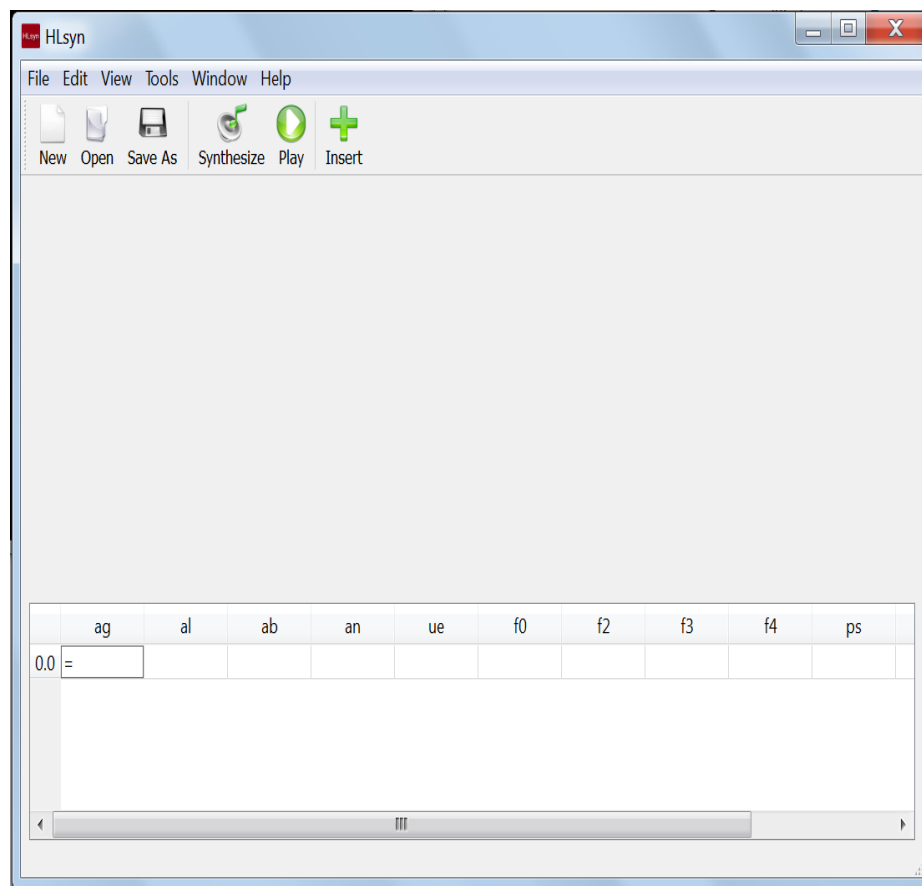 HLsyn HLsyn
File Edit View Tools Window Help
New Open Save As Synthesize Play Insert
ag al ab an ue f0 f2 f3 f4 ps
0.0 =